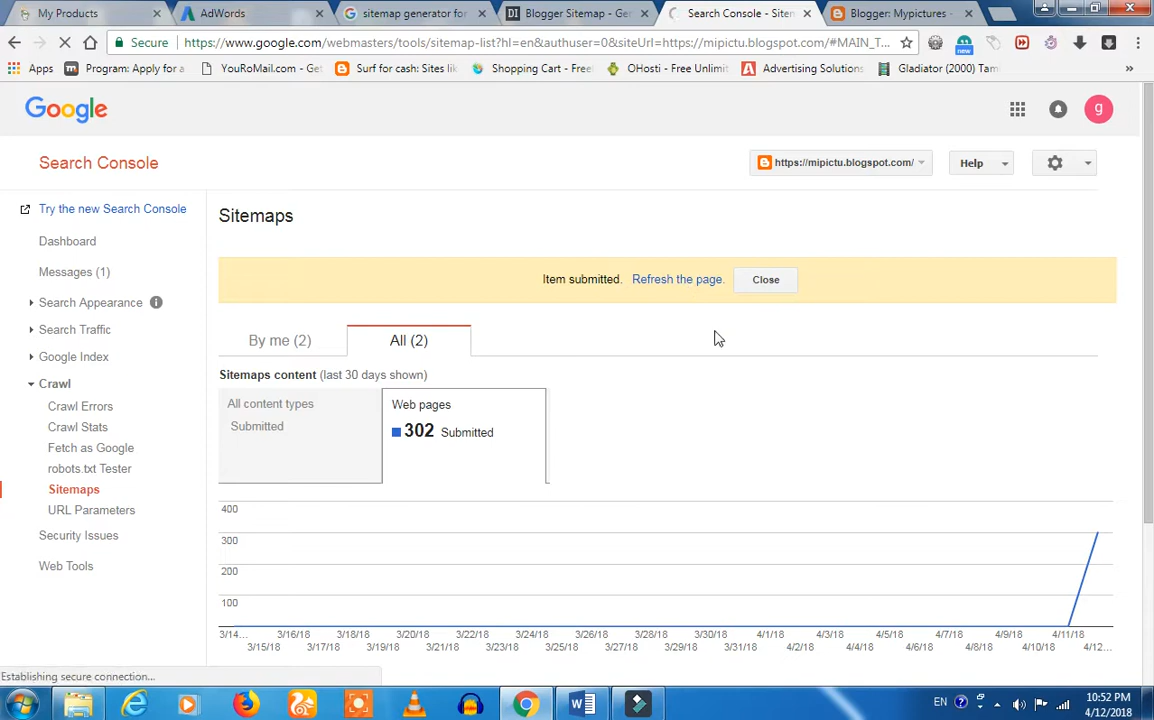 My Products
AdWords
sitemap generator for
Blogger Sitemap - Ger
Search Console - Sitem
Blogger: Mypictures -
Secure
https://www.google.com/webmasters/tools/sitemap-list?hl=en&authuser=0&siteUrl=https://mipictu.blogspot.com/#MAIN_T...
new
Apps
Program: Apply for a
YouRoMail.com - Get
Surf for cash: Sites lik
Shopping Cart - Free
OHosti - Free Unlimit
Advertising Solutions
Gladiator (2000) Tam
»
Google
g
Search Console
https://mipictu.blogspot.com/
Help
Try the new Search Console
Sitemaps
Dashboard
Messages (1)
Item submitted. Refresh the page. Close
Search Appearance
Search Traffic
By me (2)
All (2)
Google Index
Sitemaps content (last 30 days shown)
Crawl
All content types
Web pages
Crawl Errors
Submitted
302 Submitted
Crawl Stats
Fetch as Google
robots.txt Tester
Sitemaps
URL Parameters
Security Issues
Web Tools
400
300
200
100
3/14... 3/16/18 3/18/18 3/20/18 3/22/18 3/24/18 3/26/18 3/28/18 3/30/18 4/1/18 4/3/18 4/5/18 4/7/18 4/9/18 4/11/18
3/15/18 3/17/18 3/19/18 3/21/18 3/23/18 3/25/18 3/27/18 3/29/18 3/31/18 4/2/18 4/4/18 4/6/18 4/8/18 4/10/18 4/12...
Establishing secure connection...
EN
10:52 PM
4/12/2018